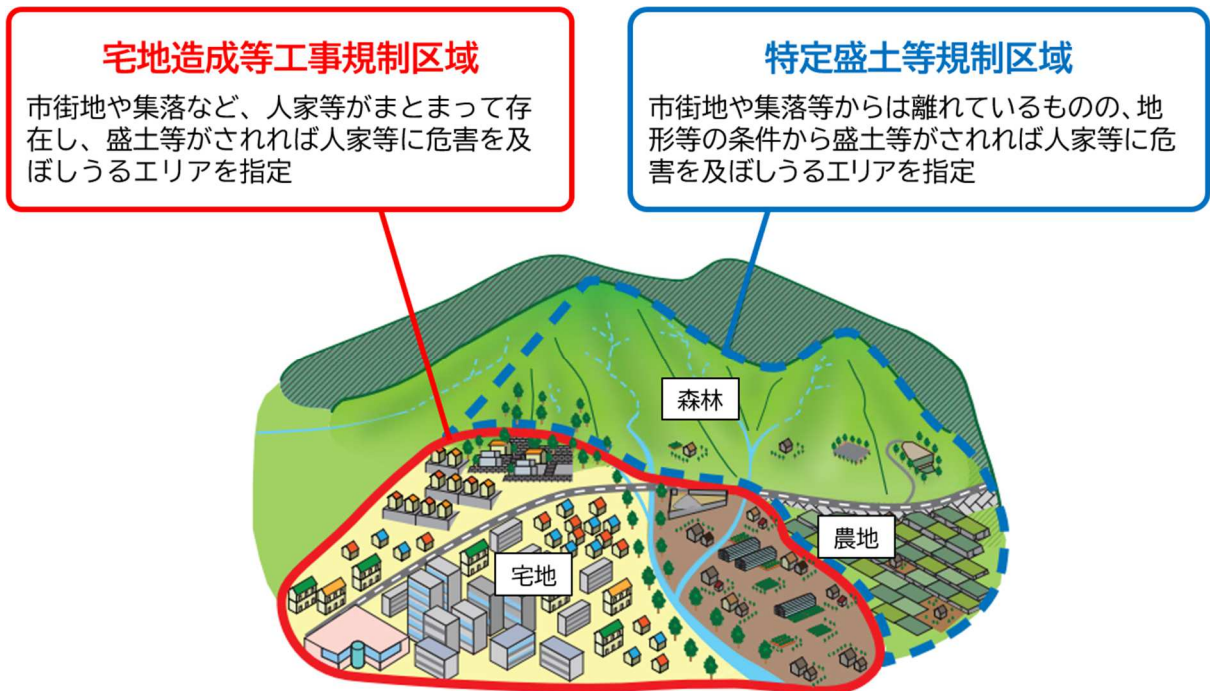 宅地造成等工事規制区域
市街地や集落など、人家等がまとまって存
在し、盛土等がされれば人家等に危害を及
ぼしうるエリアを指定
特定盛土等規制区域
市街地や集落等からは離れているものの、地
形等の条件から盛土等がされれば人家等に危
害を及ぼしうるエリアを指定
森林
農地
宅地